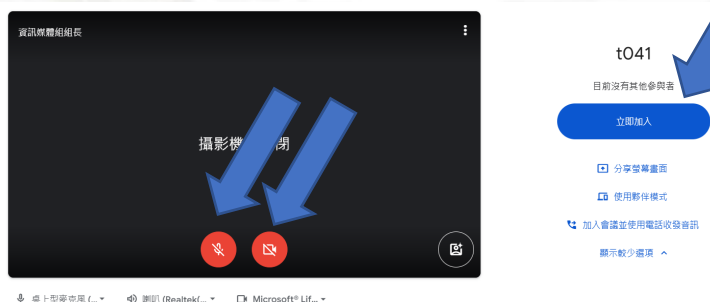 資訊媒體組組長
攝影機
閉
t041
目前沒有其他參與者
立即加入
分享螢幕畫面
使用夥伴模式
加入會議並使用電話收發音訊
顯示較少選項
桌上型麥克風 (...
喇叭 (Realtek(...
Microsoft® Lif...